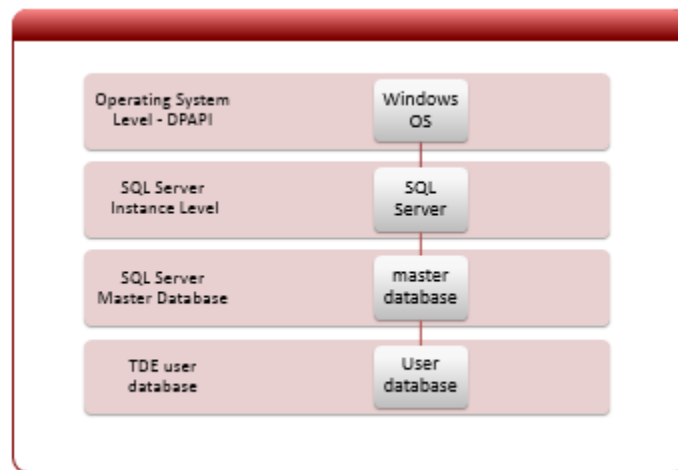 Operating System
Level - DPAPI
Windows
OS
SQL Server
Instance Level
SQL
Server
SQL Server
Master Database
master
database
TDE user
database
User
database